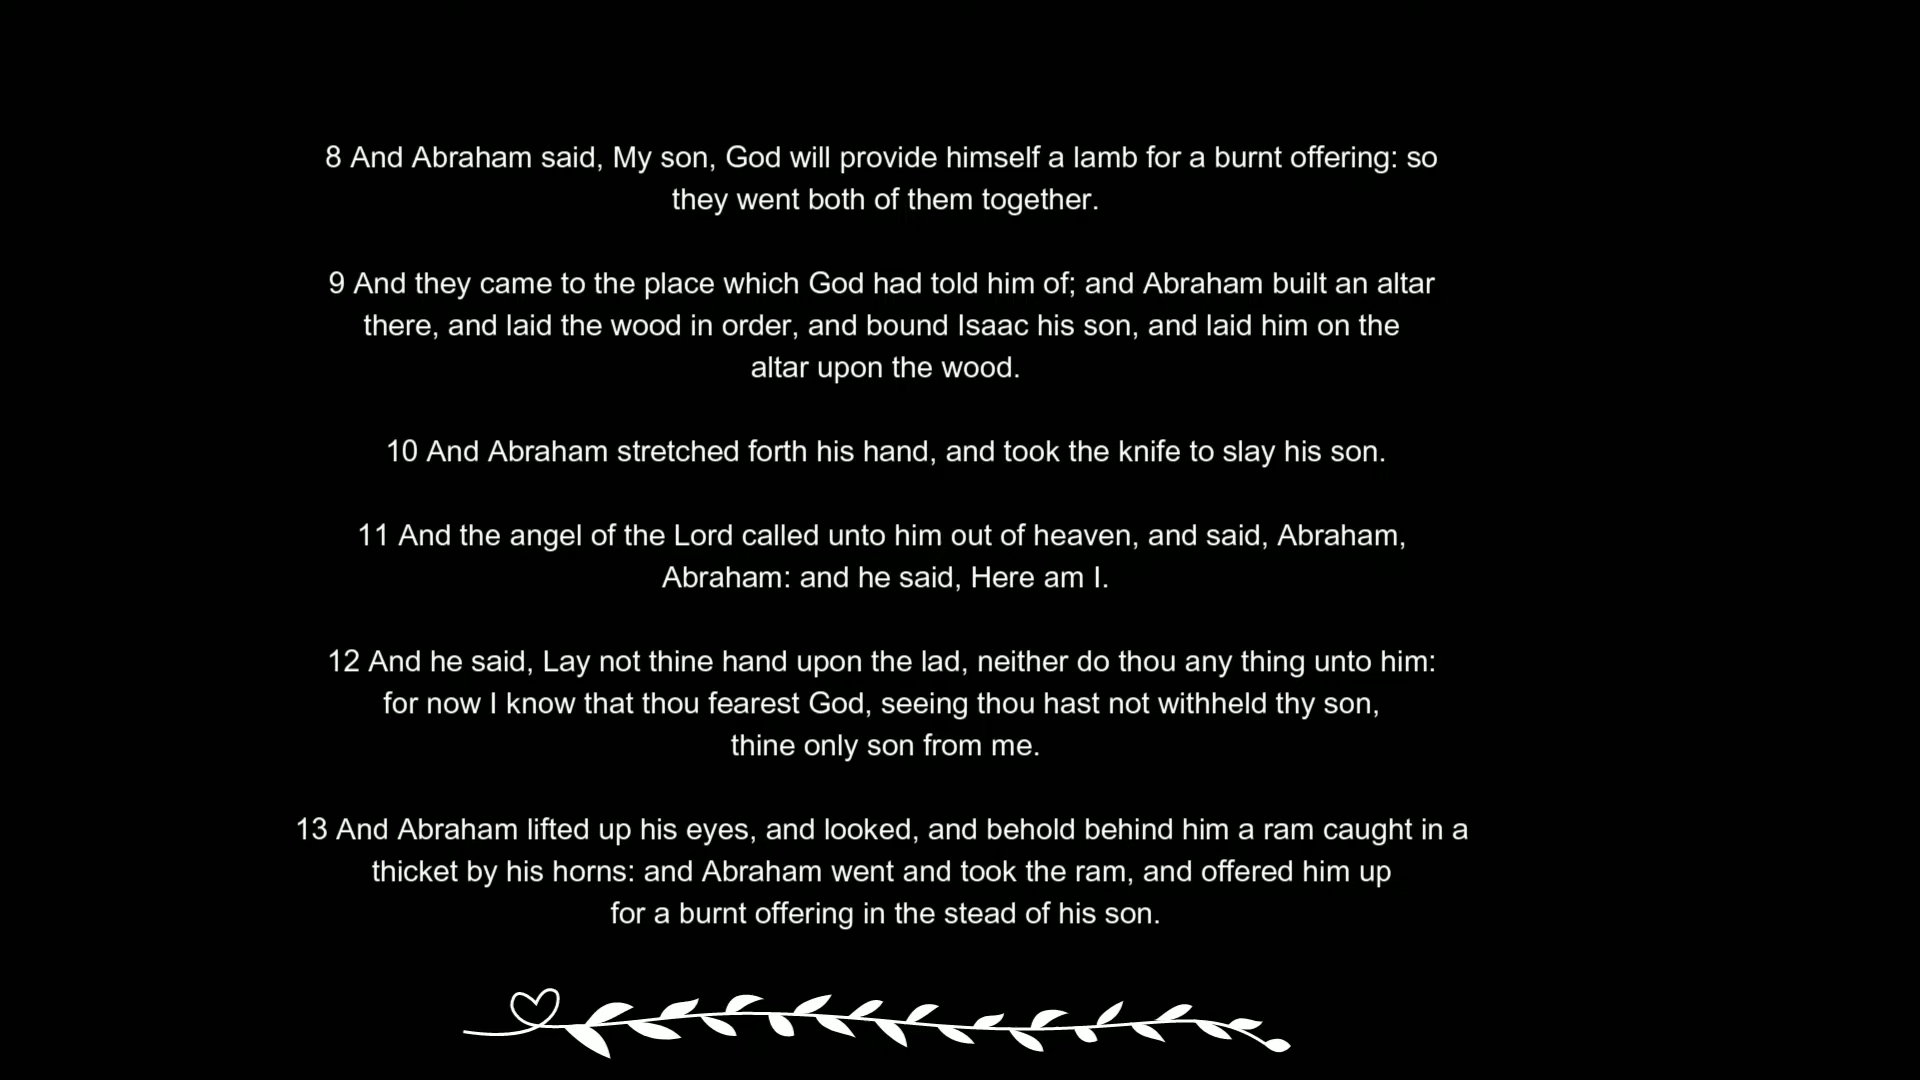 8 And Abraham said, My son, God will provide himself a lamb for a burnt offering: so
they went both of them together.
9 And they came to the place which God had told him of; and Abraham built an altar
there, and laid the wood in order, and bound Isaac his son, and laid him on the
altar upon the wood.
10 And Abraham stretched forth his hand, and took the knife to slay his son.
11 And the angel of the Lord called unto him out of heaven, and said, Abraham,
Abraham: and he said, Here am I.
12 And he said, Lay not thine hand upon the lad, neither do thou any thing unto him:
for now I know that thou fearest God, seeing thou hast not withheld thy son,
thine only son from me.
13 And Abraham lifted up his eyes, and looked, and behold behind him a ram caught in a
thicket by his horns: and Abraham went and took the ram, and offered him up
for a burnt offering in the stead of his son.